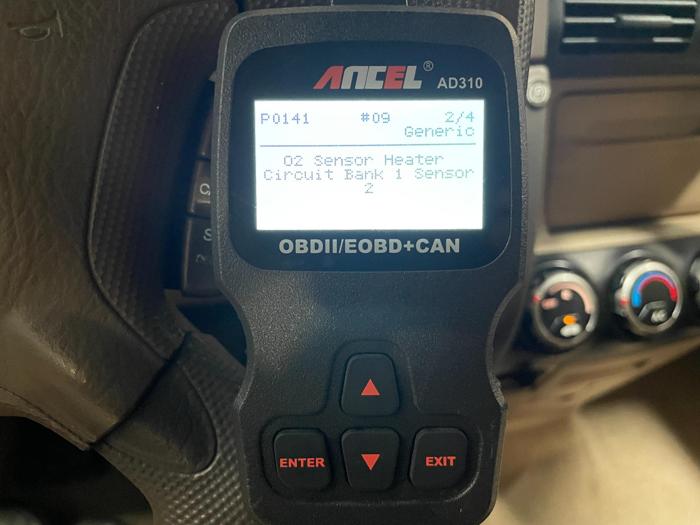 ANCEL®
AD310
P0141 #09 2/4
Generic
O2 Sensor Heater
Circuit Bank 1 Sensor
2
OBDII/EOBD+CAN
ENTER
EXIT